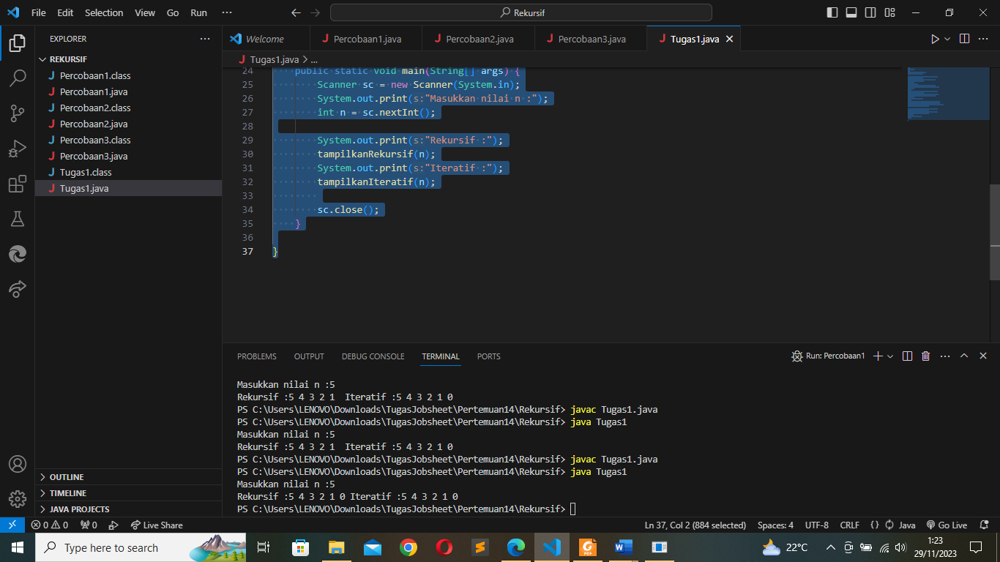 File Edit Selection View Go Run ··· Rekursif
EXPLORER ···
REKURSIF
Percobaan1.class
Percobaan1.java
Percobaan2.class
Percobaan2.java
Percobaan3.class
Percobaan3.java
Tugas1.class
Tugas1.java
OUTLINE
TIMELINE
JAVA PROJECTS
Welcome Percobaan1.java Percobaan2.java Percobaan3.java Tugas1.java
Tugas1.java > ...
24 public static void main(String[] args) {
25 Scanner sc = new Scanner(System.in);
26 System.out.print(s:"Masukkan nilai n :");
27 int n = sc.nextInt();
28
29 System.out.print(s:"Rekursif :");
30 tampilkanRekursif(n);
31 System.out.print(s:"Iteratif :");
32 tampilkanIteratif(n);
33
34 sc.close();
35 }
36
37 }
PROBLEMS OUTPUT DEBUG CONSOLE TERMINAL PORTS Run: Percobaan1
Masukkan nilai n :5
Rekursif :5 4 3 2 1  Iteratif :5 4 3 2 1 0
PS C:\Users\LENOVO\Downloads\TugasJobsheet\Pertemuan14\Rekursif> javac Tugas1.java
PS C:\Users\LENOVO\Downloads\TugasJobsheet\Pertemuan14\Rekursif> java Tugas1
Masukkan nilai n :5
Rekursif :5 4 3 2 1  Iteratif :5 4 3 2 1 0
PS C:\Users\LENOVO\Downloads\TugasJobsheet\Pertemuan14\Rekursif> javac Tugas1.java
PS C:\Users\LENOVO\Downloads\TugasJobsheet\Pertemuan14\Rekursif> java Tugas1
Masukkan nilai n :5
Rekursif :5 4 3 2 1 0 Iteratif :5 4 3 2 1 0
PS C:\Users\LENOVO\Downloads\TugasJobsheet\Pertemuan14\Rekursif>
0 0 0 Live Share Ln 37, Col 2 (884 selected) Spaces: 4 UTF-8 CRLF {} Java Go Live
Type here to search PDF 22°C 1:23
29/11/2023